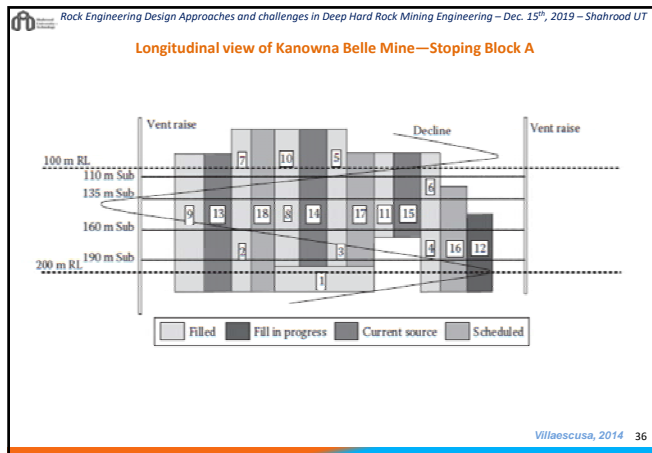 Rock Engineering Design Approaches and challenges in Deep Hard Rock Mining Engineering – Dec. 15th, 2019 – Shahrood UT
Longitudinal view of Kanowna Belle Mine—Stoping Block A
Vent raise
Decline
Vent raise
7
10
5
100 m RL
110 m Sub
6
135 m Sub
9
13
18
8
14
17
11
15
160 m Sub
2
3
4
16
12
190 m Sub
200 m RL
1
Filled
Fill in progress
Current source
Scheduled
Villaescusa, 2014 36